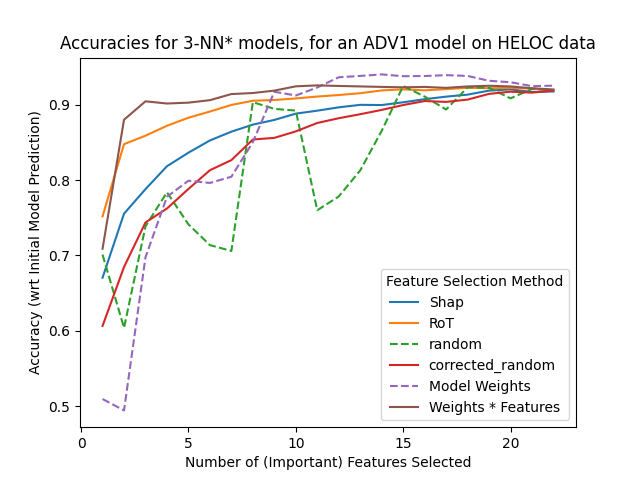 Accuracies for 3-NN* models, for an ADV1 model on HELOC data
Accuracy (wrt Initial Model Prediction)
0.9
0.8
0.7
0.6
0.5
Feature Selection Method
Shap
RoT
random
corrected_random
Model Weights
Weights * Features
0
5
10
15
20
Number of (Important) Features Selected